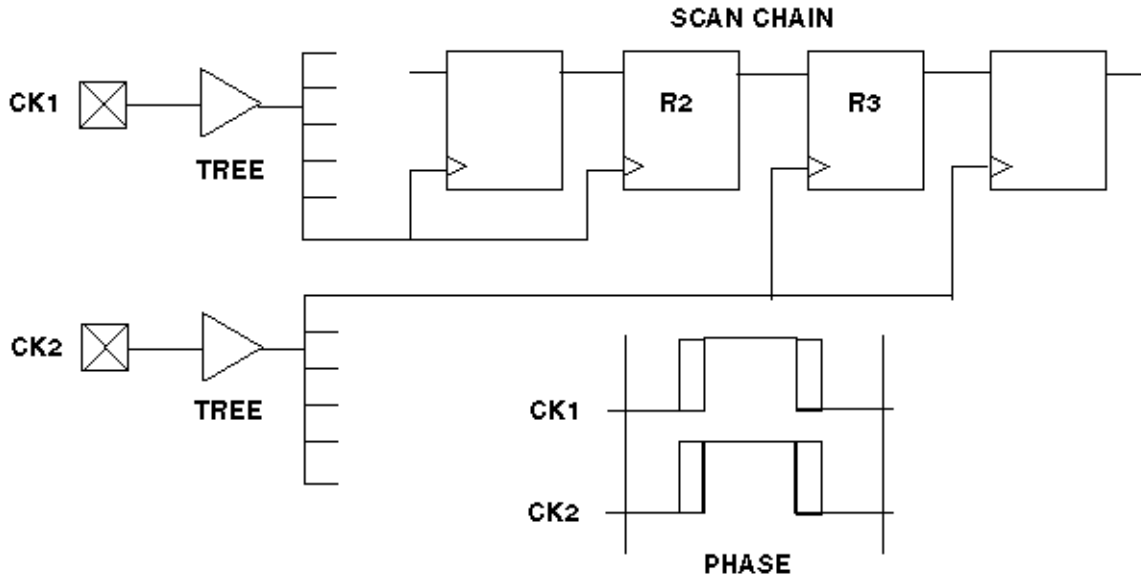 SCAN CHAIN
CK1
R2
R3
TREE
CK2
TREE
CK1
CK2
PHASE